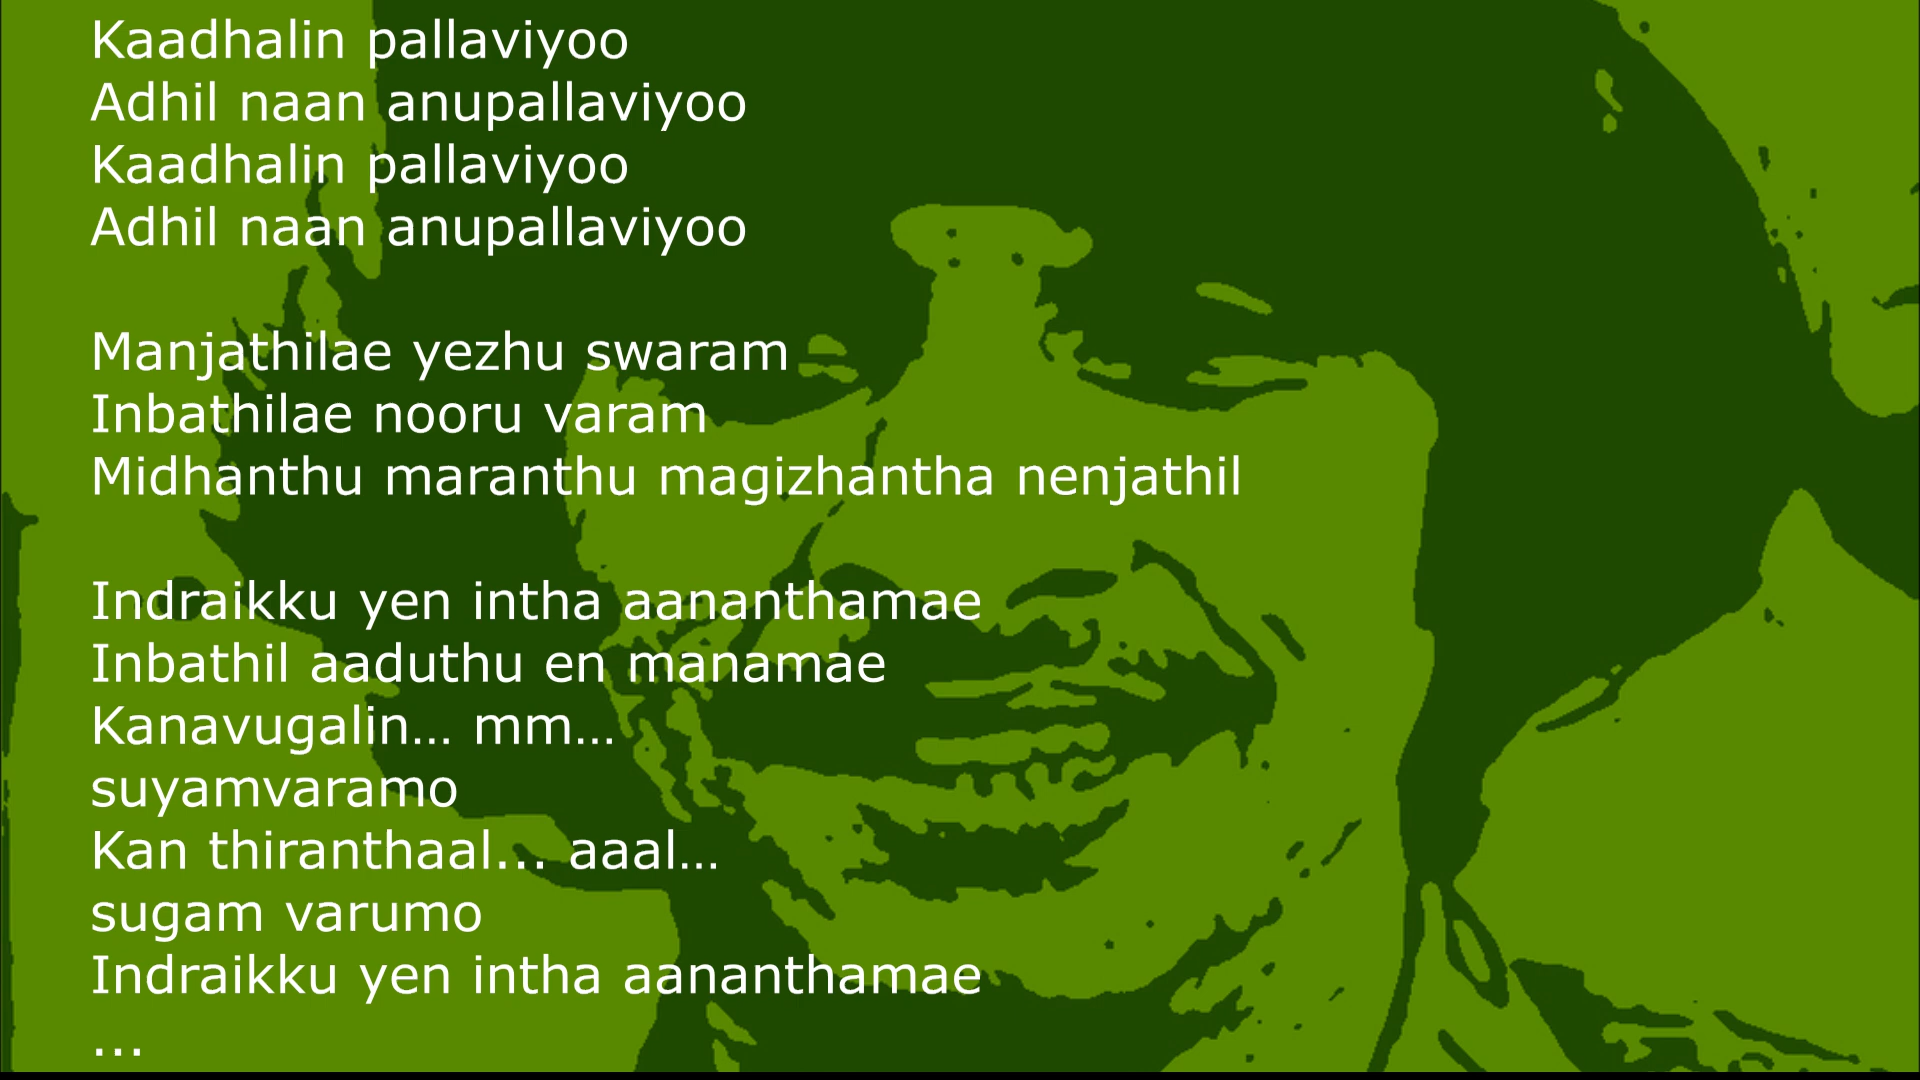 Kaadhalin pallaviyoo
Adhil naan anupallaviyoo
Kaadhalin pallaviyoo
Adhil naan anupallaviyoo
Manjathilae yezhu swaram
Inbathilae nooru varam
Midhanthu maranthu magizhantha nenjathil
Indraikku yen intha aananthamae
Inbathil aaduthu en manamae
Kanavugalin… mm…
suyamvaramo
Kan thiranthaal... aaal…
sugam varumo
Indraikku yen intha aananthamae
...